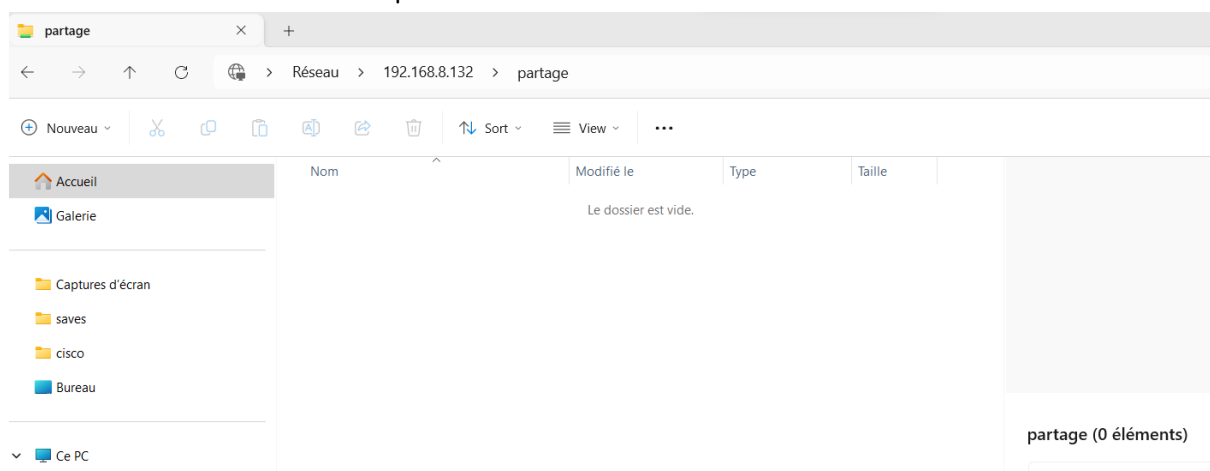 partage
Réseau > 192.168.8.132 > partage
Nouveau Sort View
Nom Modifié le Type Taille
Le dossier est vide.
Accueil
Galerie
Captures d'écran
saves
cisco
Bureau
Ce PC
partage (0 éléments)